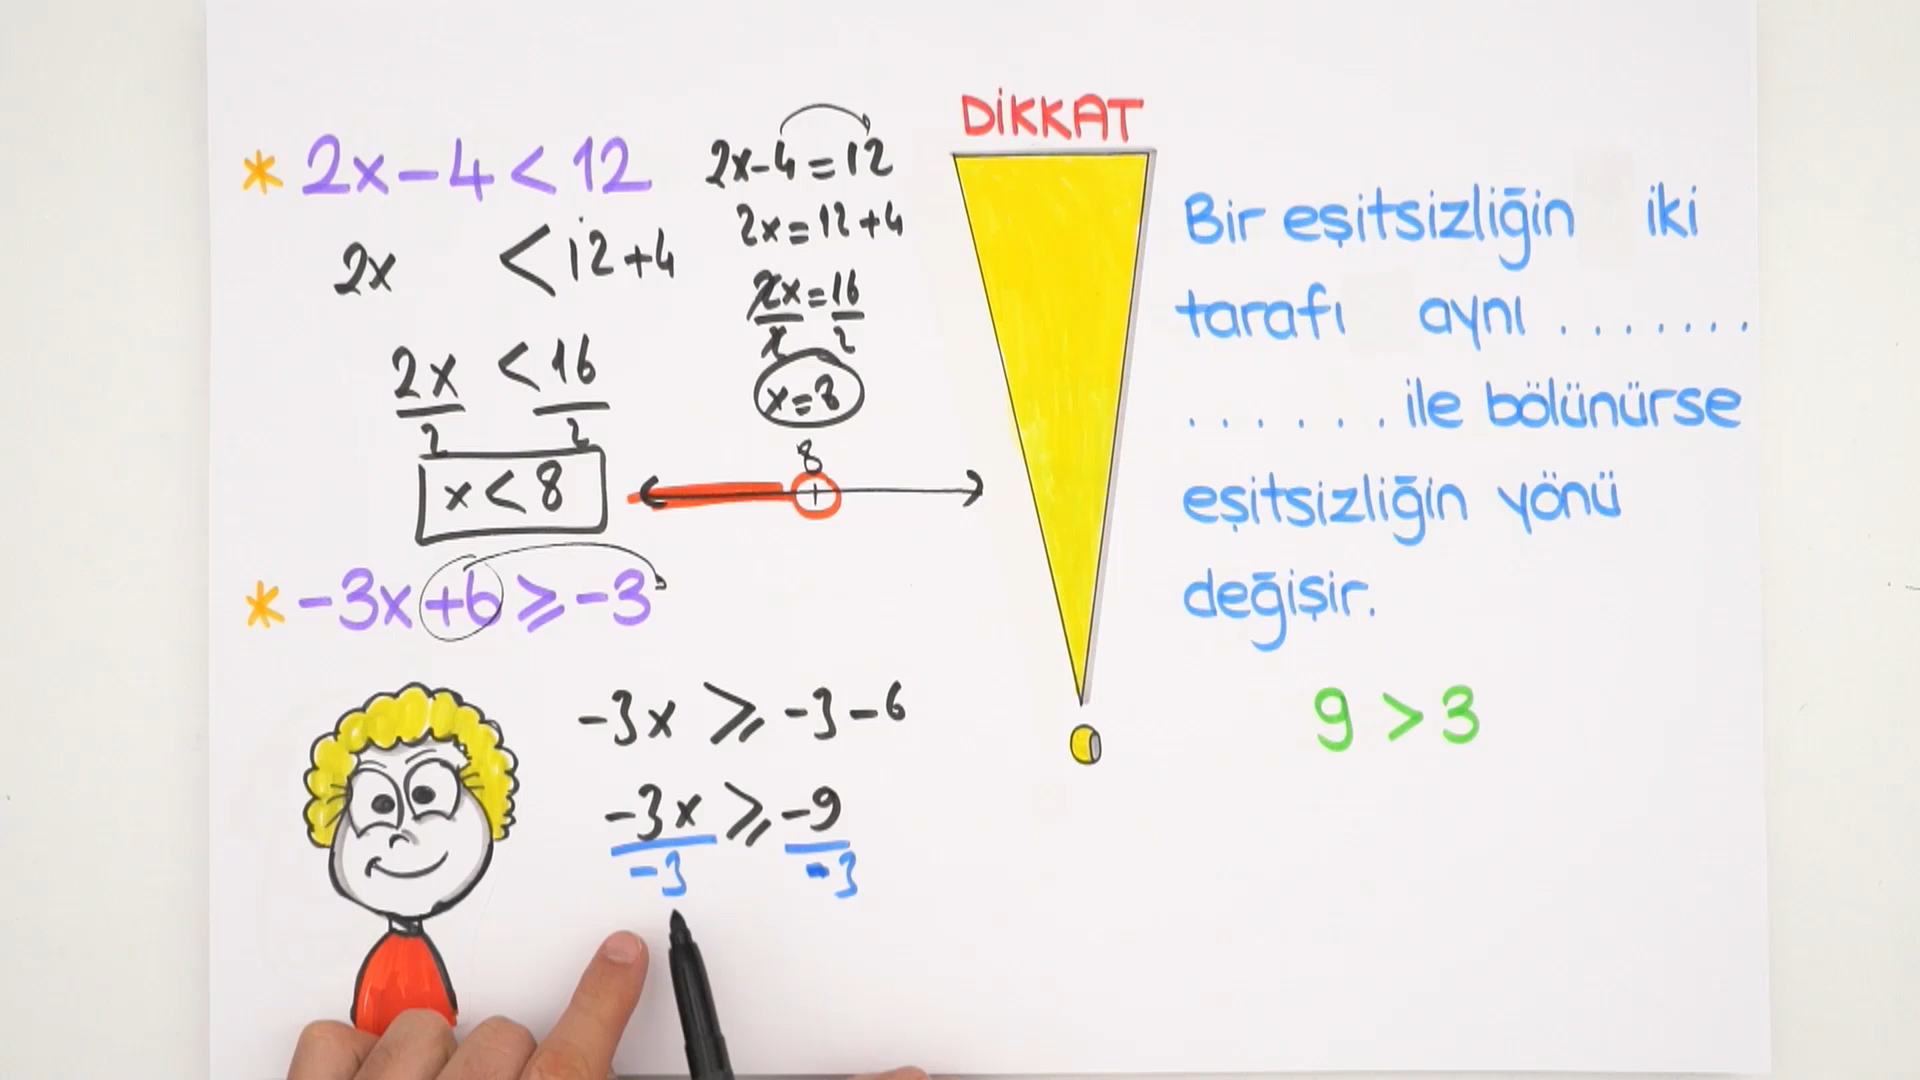 * 2x-4<12
2x <12+4
2x <16
2 2
x<8
2x-4=12
2x=12+4
2x=16
2 2
x=8
8
* -3x+6≥-3
-3x ≥ -3-6
-3x ≥ -9
-3 -3
DİKKAT
Bir eşitsizliğin iki
tarafı aynı .......
...... ile bölünürse
eşitsizliğin yönü
değişir.
9 > 3